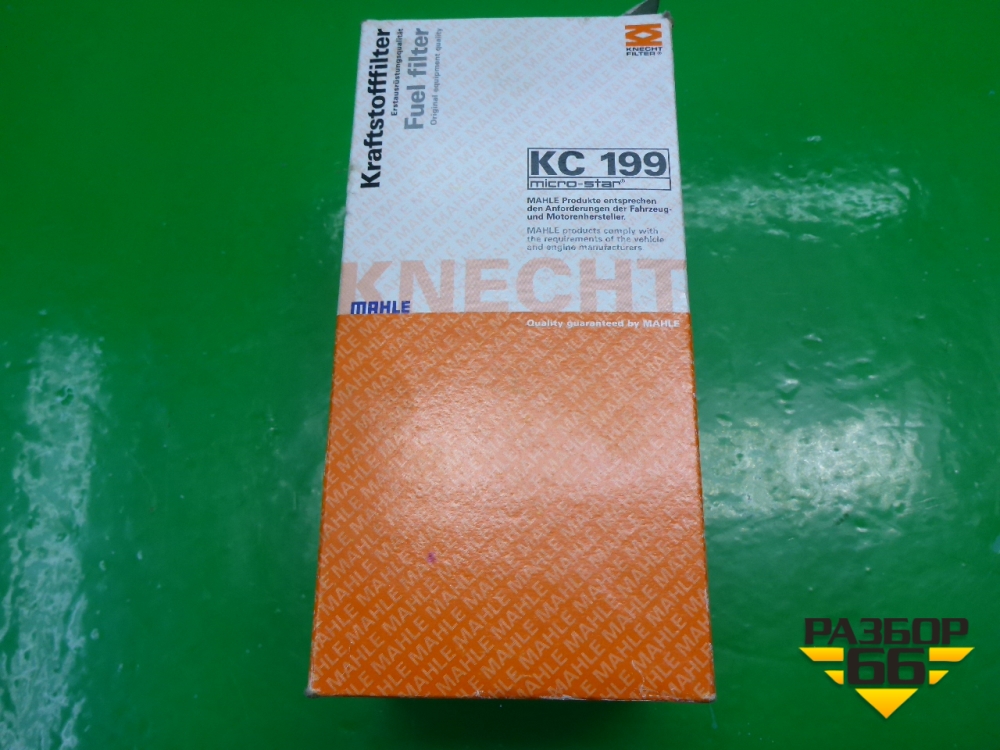 Kraftstofffilter
Erstausrüstungsqualität
Fuel filter
Original equipment quality
KNECHT
FILTER®
KC 199
micro-star®
MAHLE Produkte entsprechen
den Anforderungen der Fahrzeug-
und Motorenhersteller.
MAHLE products comply with
the requirements of the vehicle
and engine manufacturers
KNECHT
MAHLE
Quality guaranteed by MAHLE
РАЗБОР
66